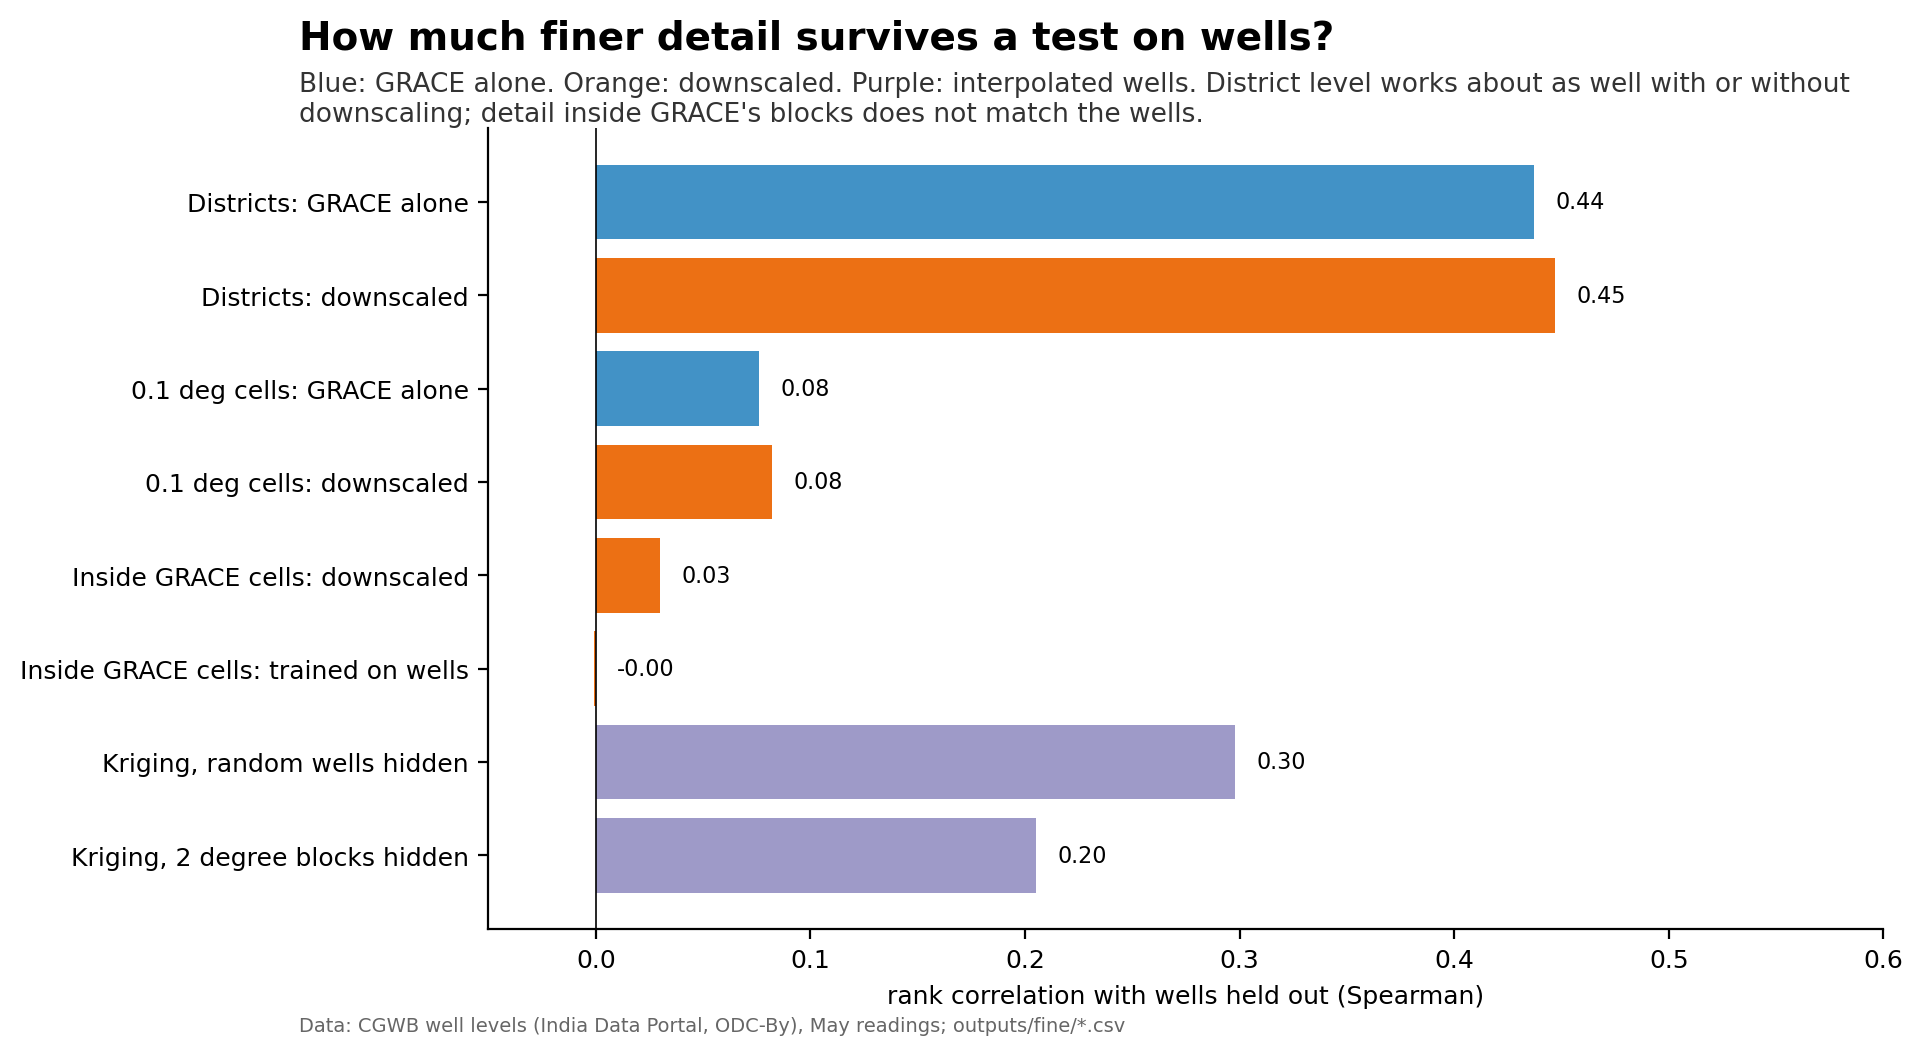 How much finer detail survives a test on wells?
Blue: GRACE alone. Orange: downscaled. Purple: interpolated wells. District level works about as well with or without
downscaling; detail inside GRACE's blocks does not match the wells.
Districts: GRACE alone
0.44
Districts: downscaled
0.45
0.1 deg cells: GRACE alone
0.08
0.1 deg cells: downscaled
0.08
Inside GRACE cells: downscaled
0.03
Inside GRACE cells: trained on wells
-0.00
Kriging, random wells hidden
0.30
Kriging, 2 degree blocks hidden
0.20
0.0 0.1 0.2 0.3 0.4 0.5 0.6
rank correlation with wells held out (Spearman)
Data: CGWB well levels (India Data Portal, ODC-By), May readings; outputs/fine/*.csv